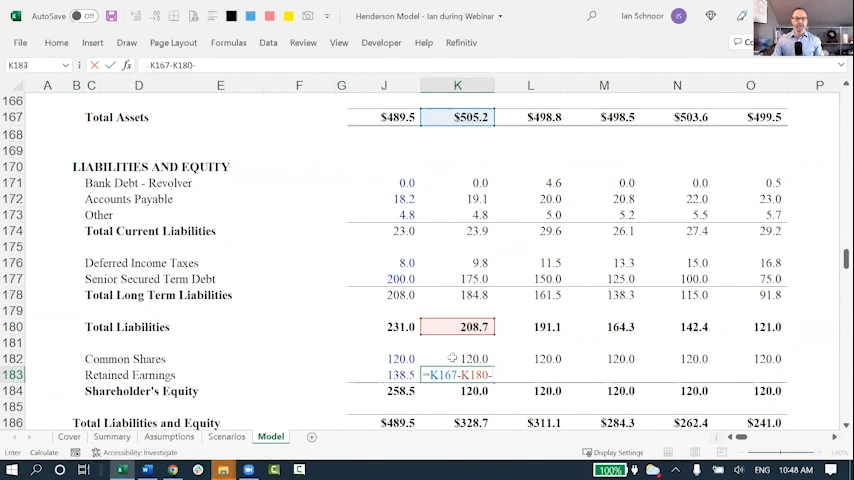 AutoSave Off Henderson Model - Ian during Webinar Ian Schnoor IS
File Home Insert Draw Page Layout Formulas Data Review View Developer Help Refinitiv Co
K183 fx K167-K180-
A B C D E F G J K L M N O P
166
167 Total Assets $489.5 $505.2 $498.8 $498.5 $503.6 $499.5
168
169
170 LIABILITIES AND EQUITY
171 Bank Debt - Revolver 0.0 0.0 4.6 0.0 0.0 0.5
172 Accounts Payable 18.2 19.1 20.0 20.8 22.0 23.0
173 Other 4.8 4.8 5.0 5.2 5.5 5.7
174 Total Current Liabilities 23.0 23.9 29.6 26.1 27.4 29.2
175
176 Deferred Income Taxes 8.0 9.8 11.5 13.3 15.0 16.8
177 Senior Secured Term Debt 200.0 175.0 150.0 125.0 100.0 75.0
178 Total Long Term Liabilities 208.0 184.8 161.5 138.3 115.0 91.8
179
180 Total Liabilities 231.0 208.7 191.1 164.3 142.4 121.0
181
182 Common Shares 120.0 120.0 120.0 120.0 120.0 120.0
183 Retained Earnings 138.5 =K167-K180-
184 Shareholder's Equity 258.5 120.0 120.0 120.0 120.0 120.0
185
186 Total Liabilities and Equity $489.5 $328.7 $311.1 $284.3 $262.4 $241.0
Cover Summary Assumptions Scenarios Model
Enter Calculate Accessibility: Investigate Display Settings 140%
100% ENG 10:48 AM